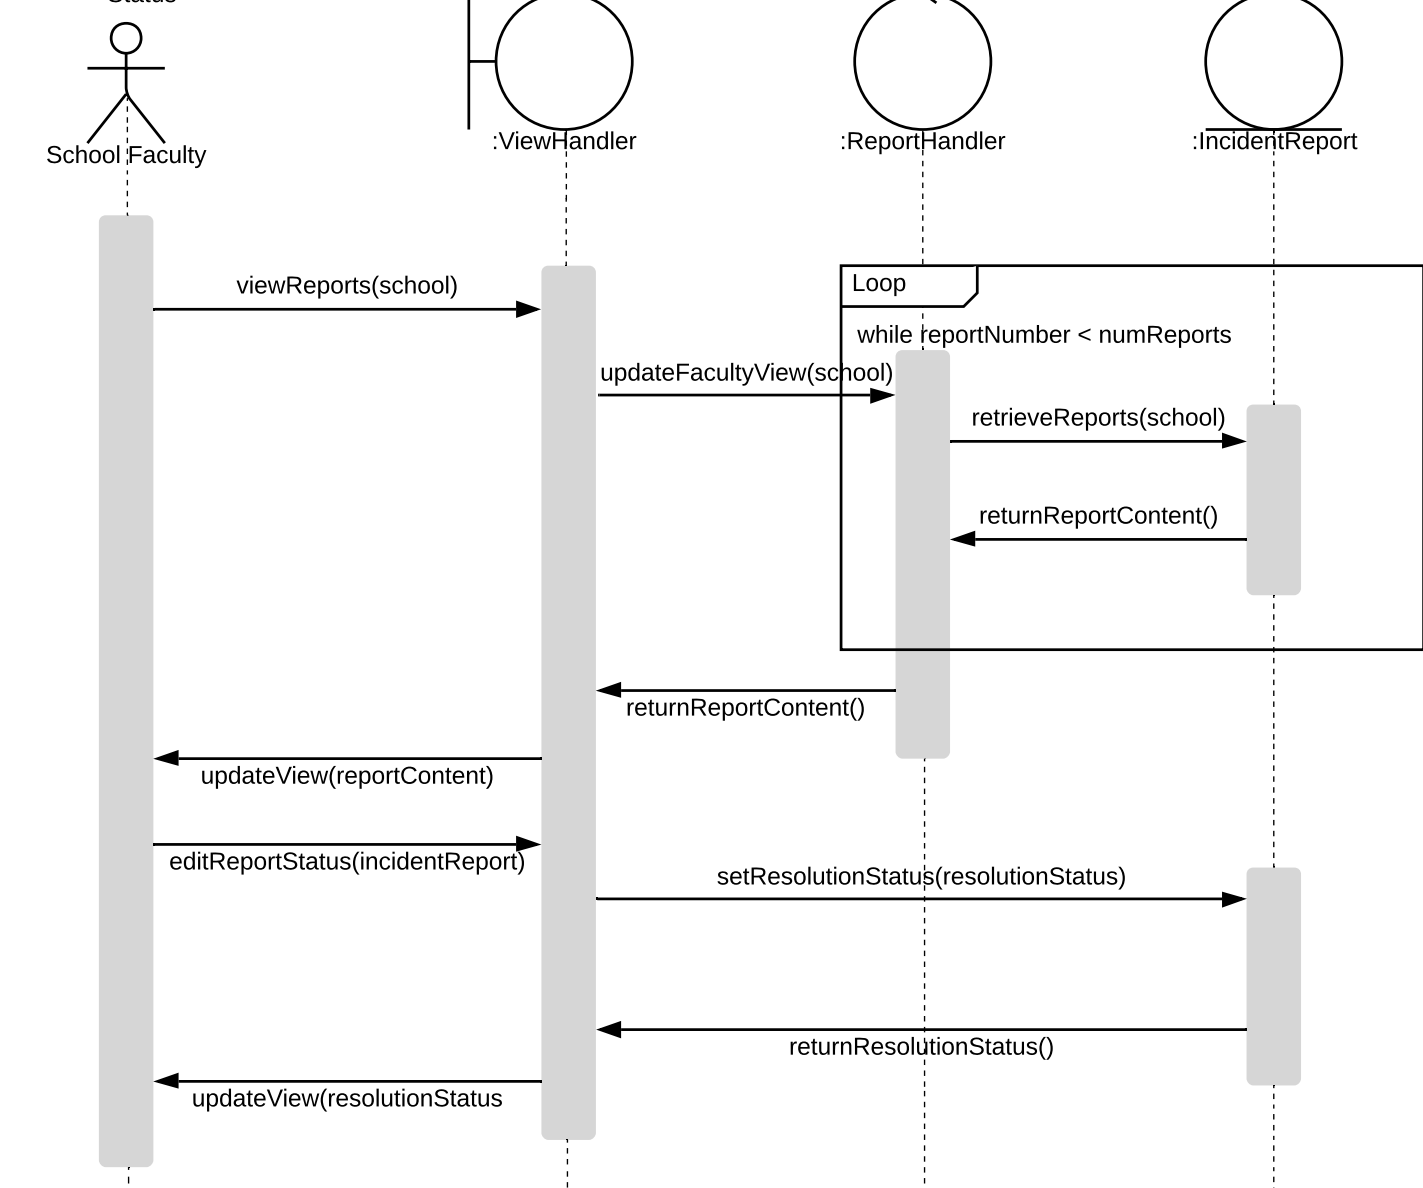 Status
School Faculty
:ViewHandler
:ReportHandler
:IncidentReport
viewReports(school)
Loop
while reportNumber < numReports
updateFacultyView(school)
retrieveReports(school)
returnReportContent()
returnReportContent()
updateView(reportContent)
editReportStatus(incidentReport)
setResolutionStatus(resolutionStatus)
returnResolutionStatus()
updateView(resolutionStatus